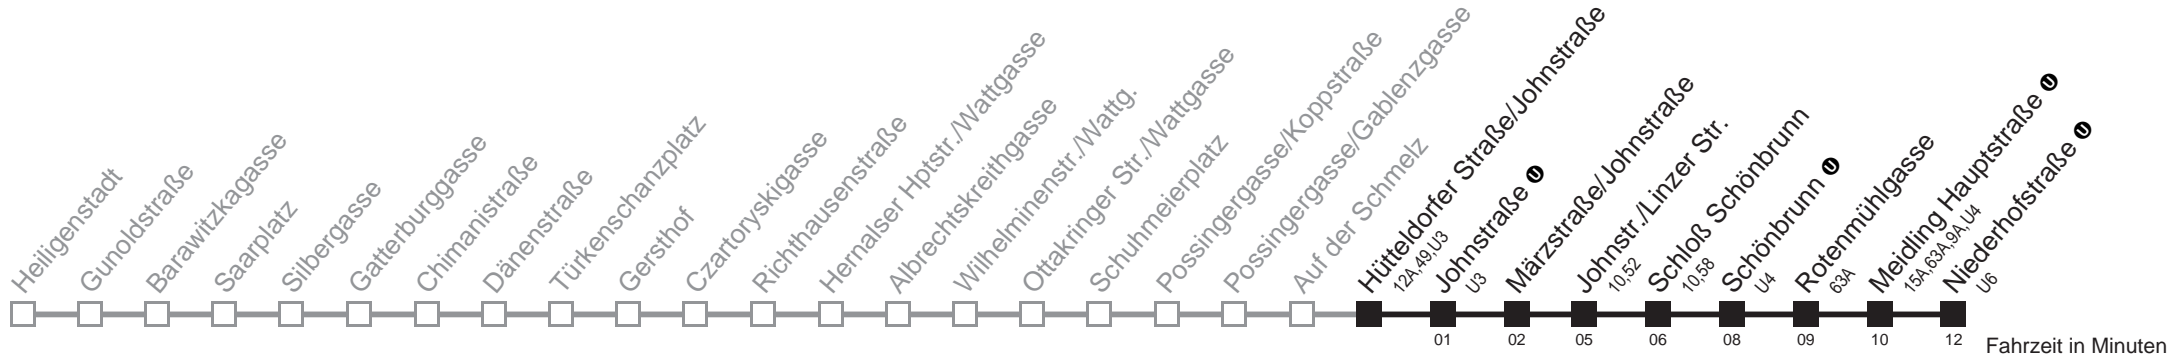 Heiligenstadt
Gunoldstraße
Barawitzkagasse
Saarplatz
Silbergasse
Gatterburggasse
Chimanistraße
Dänenstraße
Türkenschanzplatz
Gersthof
Czartoryskigasse
Richthausenstraße
Hernalser Hptstr./Wattgasse
Albrechtskreithgasse
Wilhelminenstr./Wattg.
Ottakringer Str./Wattgasse
Schuhmeierplatz
Possingergasse/Koppstraße
Possingergasse/Gablenzgasse
Auf der Schmelz
Hütteldorfer Straße/Johnstraße
12A,49,U3
Johnstraße U
U3
Märzstraße/Johnstraße
Johnstr./Linzer Str.
10,52
Schloß Schönbrunn
10,58
Schönbrunn U
U4
Rotenmühlgasse
63A
Meidling Hauptstraße U
15A,63A,9A,U4
Niederhofstraße U
U6
01 02 05 06 08 09 10 12 Fahrzeit in Minuten